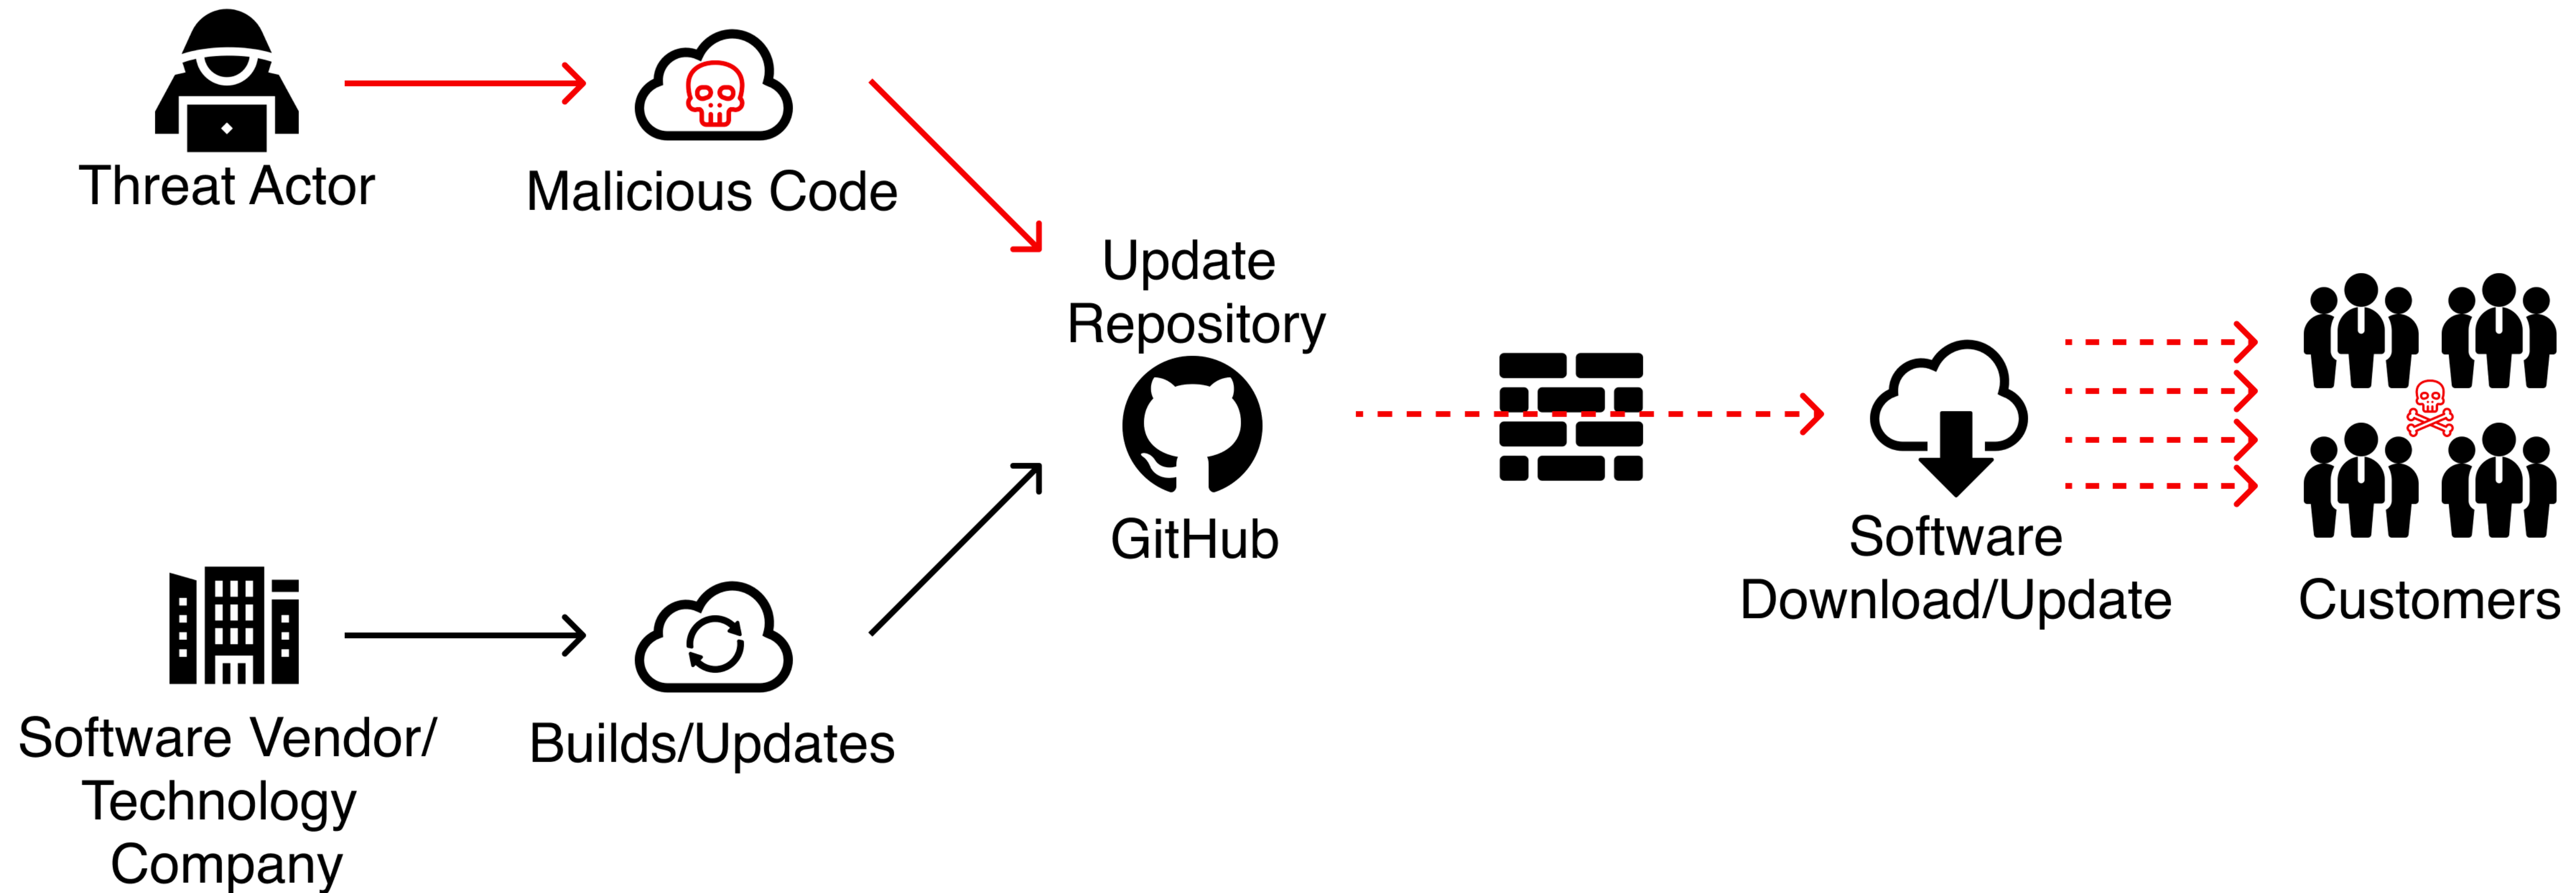 Threat Actor
Malicious Code
Update
Repository
GitHub
Software
Download/Update
Customers
Software Vendor/
Technology
Company
Builds/Updates